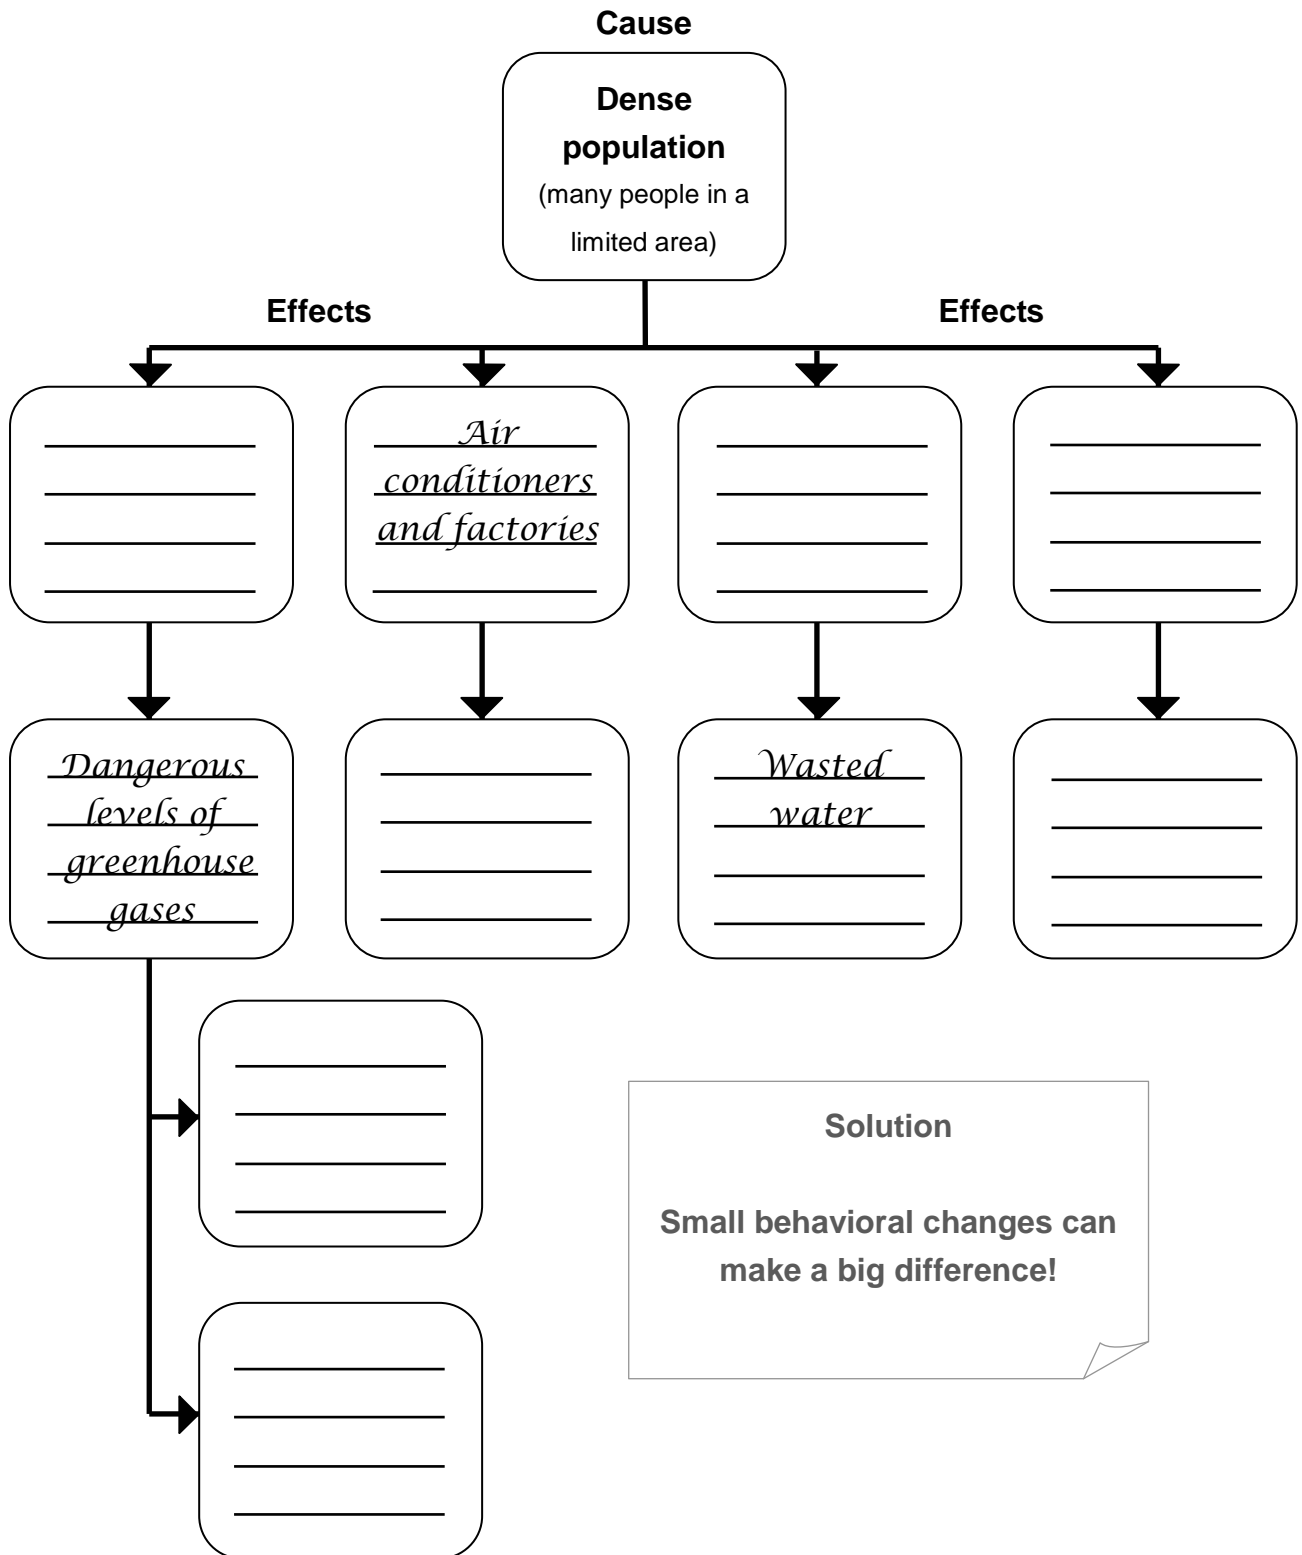 Cause
Dense
population
(many people in a
limited area)
Effects
Effects
Air
conditioners
and factories
Dangerous
levels of
greenhouse
gases
Wasted
water
Solution
Small behavioral changes can
make a big difference!